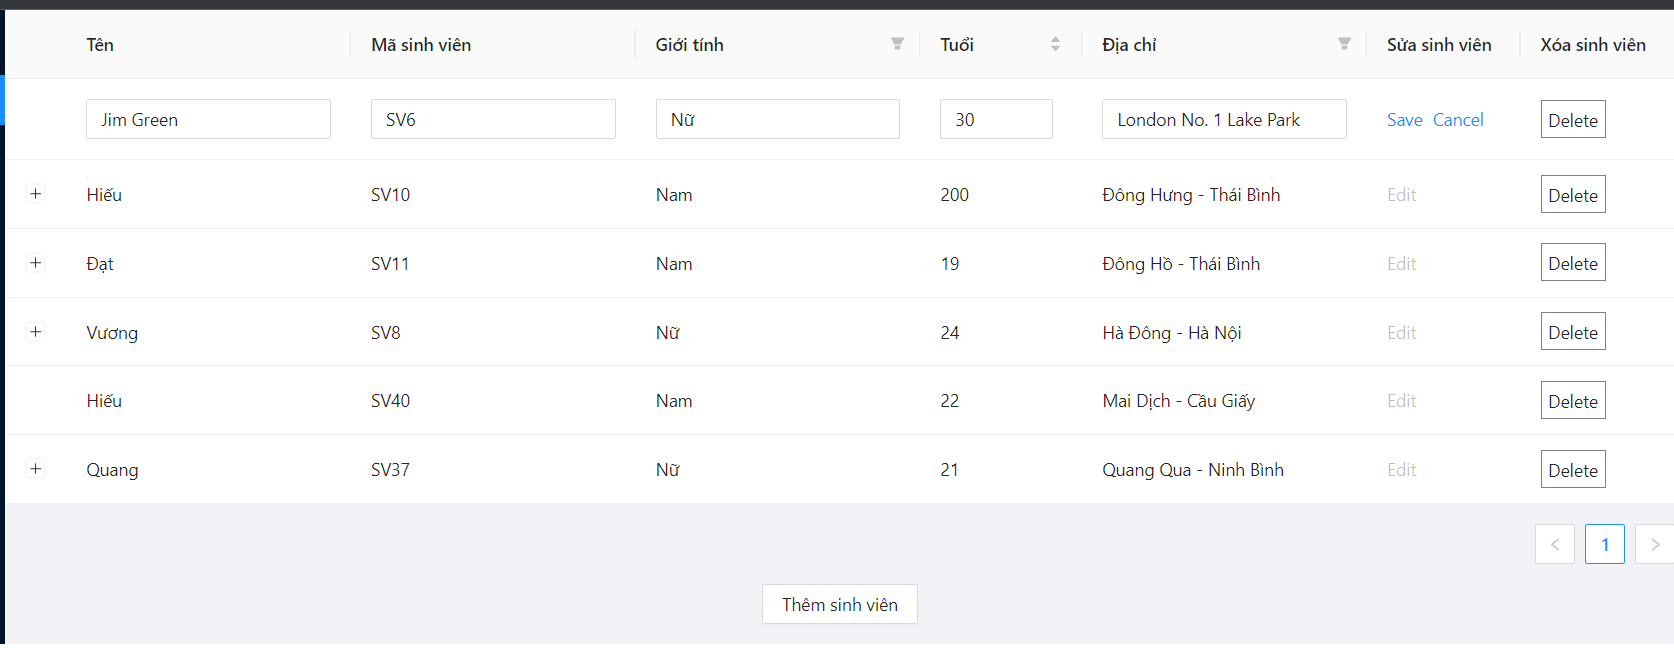 Tên Mã sinh viên Giới tính Tuổi Địa chỉ Sửa sinh viên Xóa sinh viên
Jim Green SV6 Nữ 30 London No. 1 Lake Park Save Cancel Delete
+ Hiếu SV10 Nam 200 Đông Hưng - Thái Bình Edit Delete
+ Đạt SV11 Nam 19 Đông Hồ - Thái Bình Edit Delete
+ Vương SV8 Nữ 24 Hà Đông - Hà Nội Edit Delete
Hiếu SV40 Nam 22 Mai Dịch - Cầu Giấy Edit Delete
+ Quang SV37 Nữ 21 Quang Qua - Ninh Bình Edit Delete
< 1 >
Thêm sinh viên